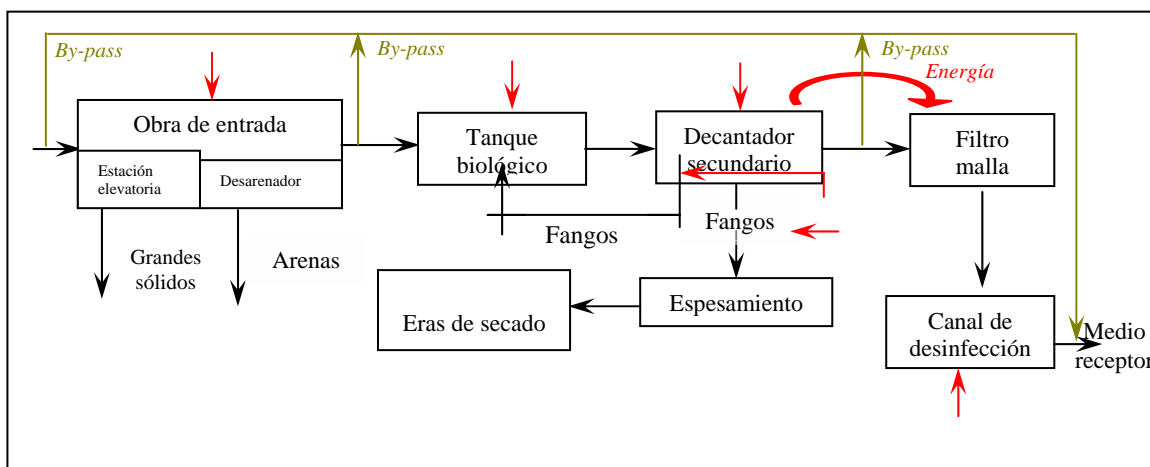 By-pass
By-pass
By-pass
Energía
Obra de entrada
Estación
elevatoria
Desarenador
Tanque
biológico
Decantador
secundario
Filtro
malla
Grandes
sólidos
Arenas
Fangos
Fangos
Eras de secado
Espesamiento
Canal de
desinfección
Medio
receptor